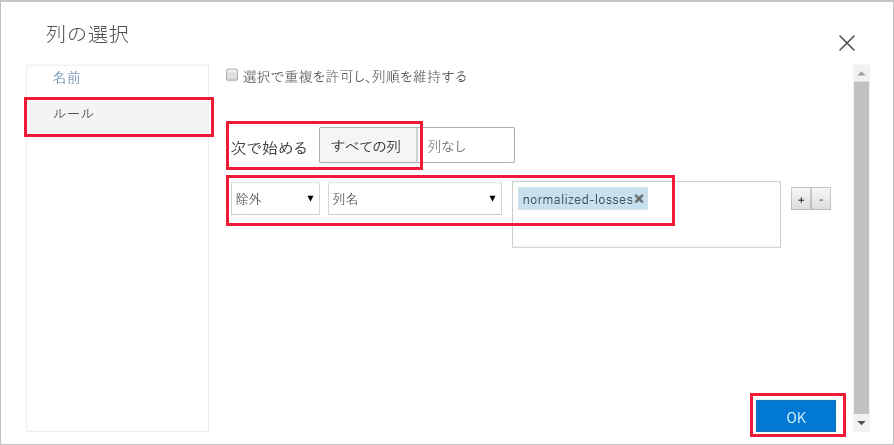 列の選択
名前
ルール
選択で重複を許可し、列順を維持する
次で始める すべての列 列なし
除外 列名 normalized-losses + -
OK